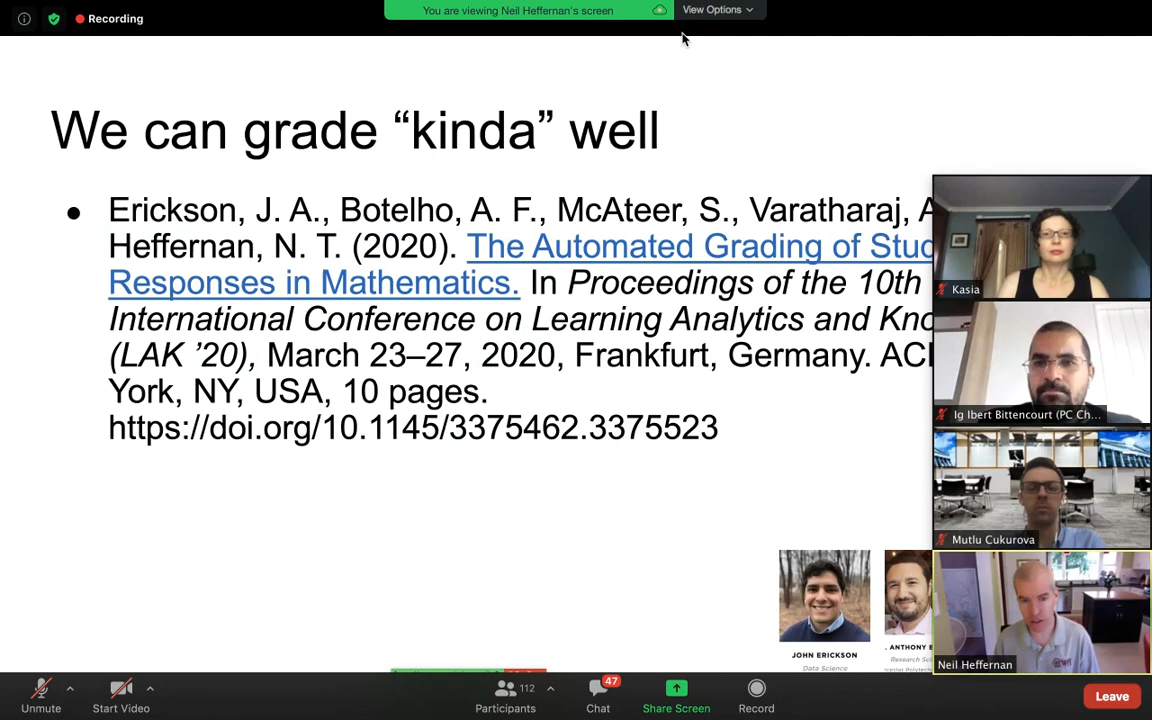 Recording
You are viewing Neil Heffernan's screen
View Options
We can grade “kinda” well
Erickson, J. A., Botelho, A. F., McAteer, S., Varatharaj, A
Heffernan, N. T. (2020). The Automated Grading of Stud
Responses in Mathematics. In Proceedings of the 10th
International Conference on Learning Analytics and Kno
(LAK ’20), March 23–27, 2020, Frankfurt, Germany.
York, NY, USA, 10 pages.
https://doi.org/10.1145/3375462.3375523
Kasia
Ig Ibert Bittencourt (PC Ch...
Mutlu Cukurova
Neil Heffernan
JOHN ERICKSON
Data Science
. ANTHONY
Unmute
Start Video
Participants
112
Chat
47
Share Screen
Record
Leave